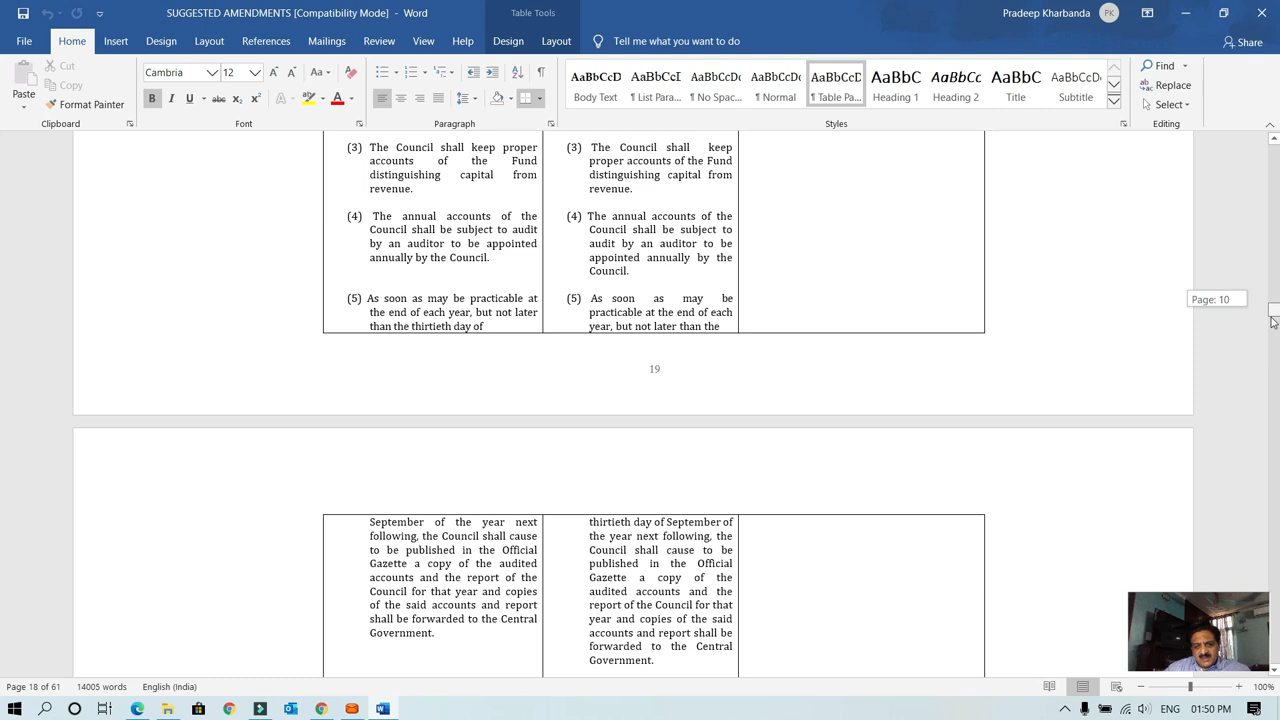 SUGGESTED AMENDMENTS [Compatibility Mode] - Word
Table Tools
Pradeep Kharbanda
PK
File
Home
Insert
Design
Layout
References
Mailings
Review
View
Help
Design
Layout
Tell me what you want to do
Share
Paste
Cut
Copy
Format Painter
Clipboard
Cambria
12
Font
Paragraph
AaBbCcD
Body Text
AaBbCcI
¶ List Para...
AaBbCcDc
¶ No Spac...
AaBbCcDc
¶ Normal
AaBbCcD
¶ Table Pa...
AaBbC
Heading 1
AaBbCc
Heading 2
AaBbC
Title
AaBbCcD
Subtitle
Styles
Find
Replace
Select
Editing
(3) The Council shall keep proper
accounts of the Fund
distinguishing capital from
revenue.
(4) The annual accounts of the
Council shall be subject to audit
by an auditor to be appointed
annually by the Council.
(5) As soon as may be practicable at
the end of each year, but not later
than the thirtieth day of
(3) The Council shall keep
proper accounts of the Fund
distinguishing capital from
revenue.
(4) The annual accounts of the
Council shall be subject to
audit by an auditor to be
appointed annually by the
Council.
(5) As soon as may be
practicable at the end of each
year, but not later than the
Page: 10
19
September of the year next
following, the Council shall cause
to be published in the Official
Gazette a copy of the audited
accounts and the report of the
Council for that year and copies
of the said accounts and report
shall be forwarded to the Central
Government.
thirtieth day of September of
the year next following, the
Council shall cause to be
published in the Official
Gazette a copy of the
audited accounts and the
report of the Council for that
year and copies of the said
accounts and report shall be
forwarded to the Central
Government.
Page 18 of 61
14005 words
English (India)
100%
ENG
01:50 PM